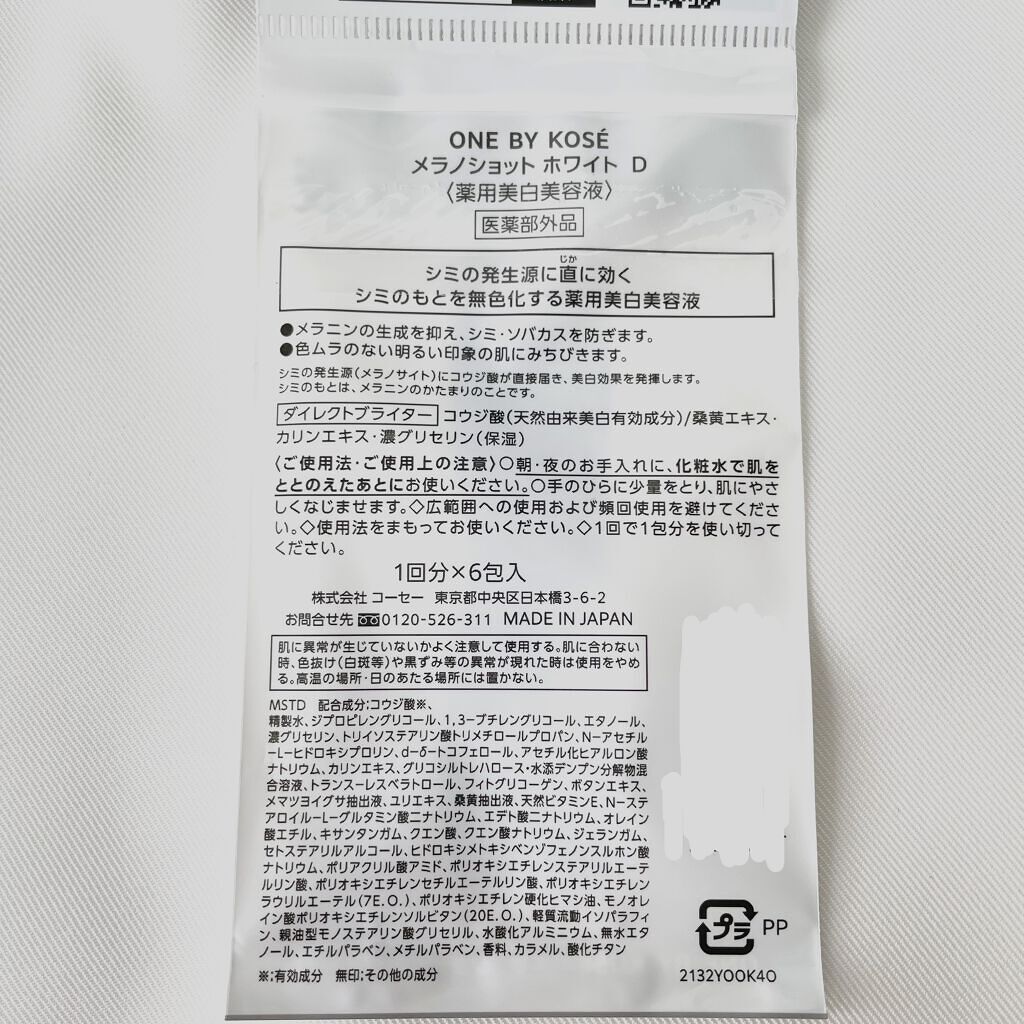 ONE BY KOSÉ
メラノショット ホワイト D
〈薬用美白美容液〉
医薬部外品
じか
シミの発生源に直に効く
シミのもとを無色化する薬用美白美容液
●メラニンの生成を抑え、シミ・ソバカスを防ぎます。
●色ムラのない明るい印象の肌にみちびきます。
シミの発生源(メラノサイト)にコウジ酸が直接届き、美白効果を発揮します。
シミのもとは、メラニンのかたまりのことです。
ダイレクトブライター コウジ酸(天然由来美白有効成分)/桑黄エキス・
カリンエキス・濃グリセリン(保湿)
〈ご使用法・ご使用上の注意〉○朝・夜のお手入れに、化粧水で肌を
ととのえたあとにお使いください。○手のひらに少量をとり、肌にやさ
しくなじませます。◇広範囲への使用および頻回使用を避けてくださ
い。◇使用法をまもってお使いください。◇1回で1包分を使い切って
ください。
1回分×6包入
株式会社 コーセー 東京都中央区日本橋3-6-2
お問合せ先 0120-526-311 MADE IN JAPAN
肌に異常が生じていないかよく注意して使用する。肌に合わない
時、色抜け(白斑等)や黒ずみ等の異常が現れた時は使用をやめ
る。高温の場所・日のあたる場所には置かない。
MSTD 配合成分;コウジ酸※、
精製水、ジプロピレングリコール、1,3-ブチレングリコール、エタノール、
濃グリセリン、トリイソステアリン酸トリメチロールプロパン、N-アセチル
-L-ヒドロキシプロリン、d-δ-トコフェロール、アセチル化ヒアルロン酸
ナトリウム、カリンエキス、グリコシルトレハロース・水添デンプン分解物混
合溶液、トランス-レスベラトロール、フィトグリコーゲン、ボタンエキス、
メマツヨイグサ抽出液、ユリエキス、桑黄抽出液、天然ビタミンE、N-ステ
アロイル-L-グルタミン酸二ナトリウム、エデト酸二ナトリウム、オレイン
酸エチル、キサンタンガム、クエン酸、クエン酸ナトリウム、ジェランガム、
セトステアリルアルコール、ヒドロキシメトキシベンゾフェノンスルホン酸
ナトリウム、ポリアクリル酸アミド、ポリオキシエチレンステアリルエーテ
ルリン酸、ポリオキシエチレンセチルエーテルリン酸、ポリオキシエチレン
ラウリルエーテル(7E.O.)、ポリオキシエチレン硬化ヒマシ油、モノオレ
イン酸ポリオキシエチレンソルビタン(20E.O.)、軽質流動イソパラフィ
ン、親油型モノステアリン酸グリセリル、水酸化アルミニウム、無水エタ
ノール、エチルパラベン、メチルパラベン、香料、カラメル、酸化チタン
※;有効成分 無印;その他の成分
プラ PP
2132YOOK4O